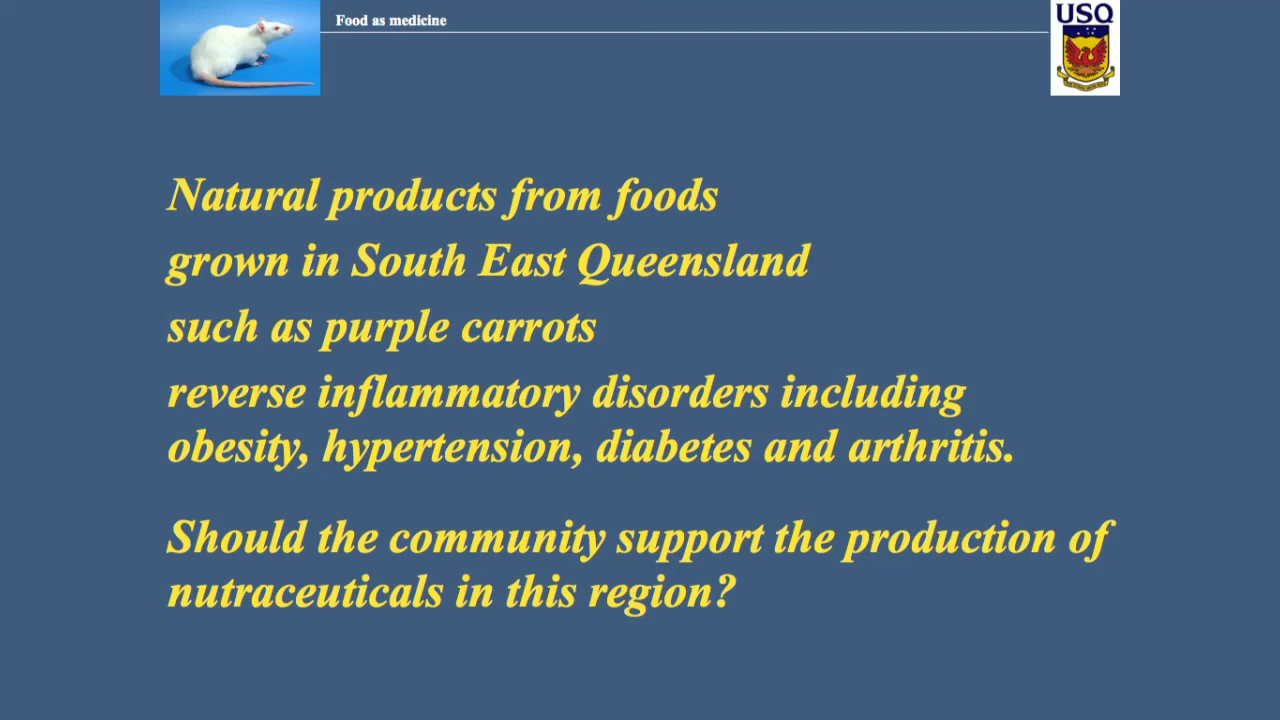 Food as medicine
USQ
Natural products from foods
grown in South East Queensland
such as purple carrots
reverse inflammatory disorders including
obesity, hypertension, diabetes and arthritis.
Should the community support the production of
nutraceuticals in this region?